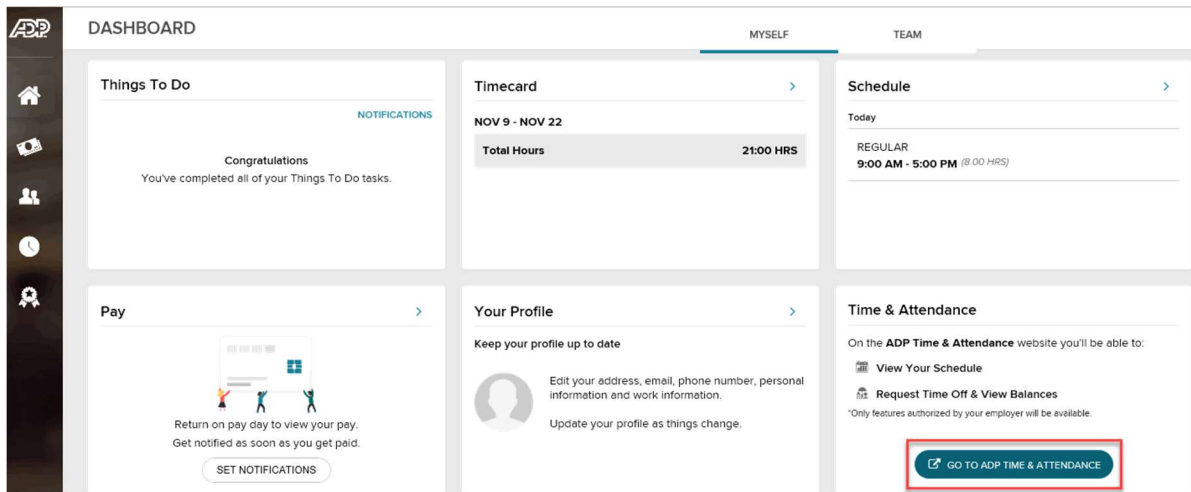 ADP
DASHBOARD
MYSELF
TEAM
Things To Do
NOTIFICATIONS
Congratulations
You've completed all of your Things To Do tasks.
Timecard
NOV 9 - NOV 22
Total Hours 21:00 HRS
Schedule
Today
REGULAR
9:00 AM - 5:00 PM (8.00 HRS)
Pay
Return on pay day to view your pay.
Get notified as soon as you get paid.
SET NOTIFICATIONS
Your Profile
Keep your profile up to date
Edit your address, email, phone number, personal
information and work information.
Update your profile as things change.
Time & Attendance
On the ADP Time & Attendance website you'll be able to:
View Your Schedule
Request Time Off & View Balances
*Only features authorized by your employer will be available.
GO TO ADP TIME & ATTENDANCE